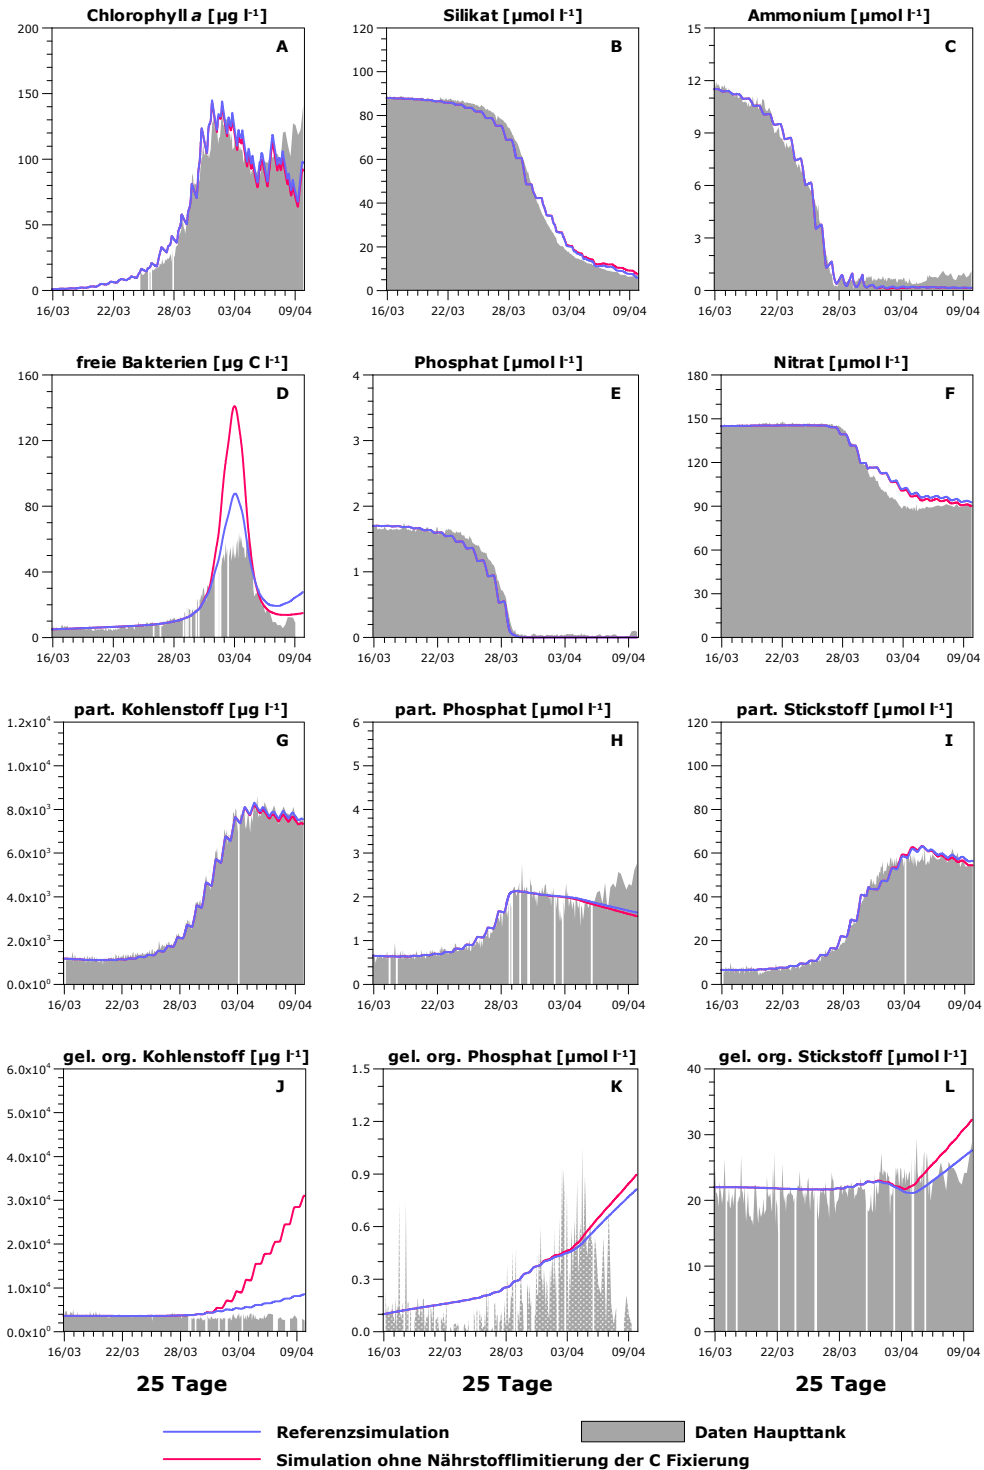 Chlorophyll a [µg l-1]
Silikat [µmol l-1]
Ammonium [µmol l-1]
A
B
C
200
150
100
50
0
120
100
80
60
40
20
0
15
12
9
6
3
0
16/03 22/03 28/03 03/04 09/04
16/03 22/03 28/03 03/04 09/04
16/03 22/03 28/03 03/04 09/04
freie Bakterien [µg C l-1]
Phosphat [µmol l-1]
Nitrat [µmol l-1]
D
E
F
160
120
80
40
0
4
3
2
1
0
180
150
120
90
60
30
0
16/03 22/03 28/03 03/04 09/04
16/03 22/03 28/03 03/04 09/04
16/03 22/03 28/03 03/04 09/04
part. Kohlenstoff [µg l-1]
part. Phosphat [µmol l-1]
part. Stickstoff [µmol l-1]
G
H
I
1.2x10⁴
1.0x10⁴
8.0x10³
6.0x10³
4.0x10³
2.0x10³
0.0x10⁰
6
5
4
3
2
1
0
120
100
80
60
40
20
0
16/03 22/03 28/03 03/04 09/04
16/03 22/03 28/03 03/04 09/04
16/03 22/03 28/03 03/04 09/04
gel. org. Kohlenstoff [µg l-1]
gel. org. Phosphat [µmol l-1]
gel. org. Stickstoff [µmol l-1]
J
K
L
6.0x10⁴
5.0x10⁴
4.0x10⁴
3.0x10⁴
2.0x10⁴
1.0x10⁴
0.0x10⁰
1.5
1.2
0.9
0.6
0.3
0.0
40
30
20
10
0
16/03 22/03 28/03 03/04 09/04
16/03 22/03 28/03 03/04 09/04
16/03 22/03 28/03 03/04 09/04
25 Tage
25 Tage
25 Tage
Referenzsimulation
Daten Haupttank
Simulation ohne Nährstofflimitierung der C Fixierung